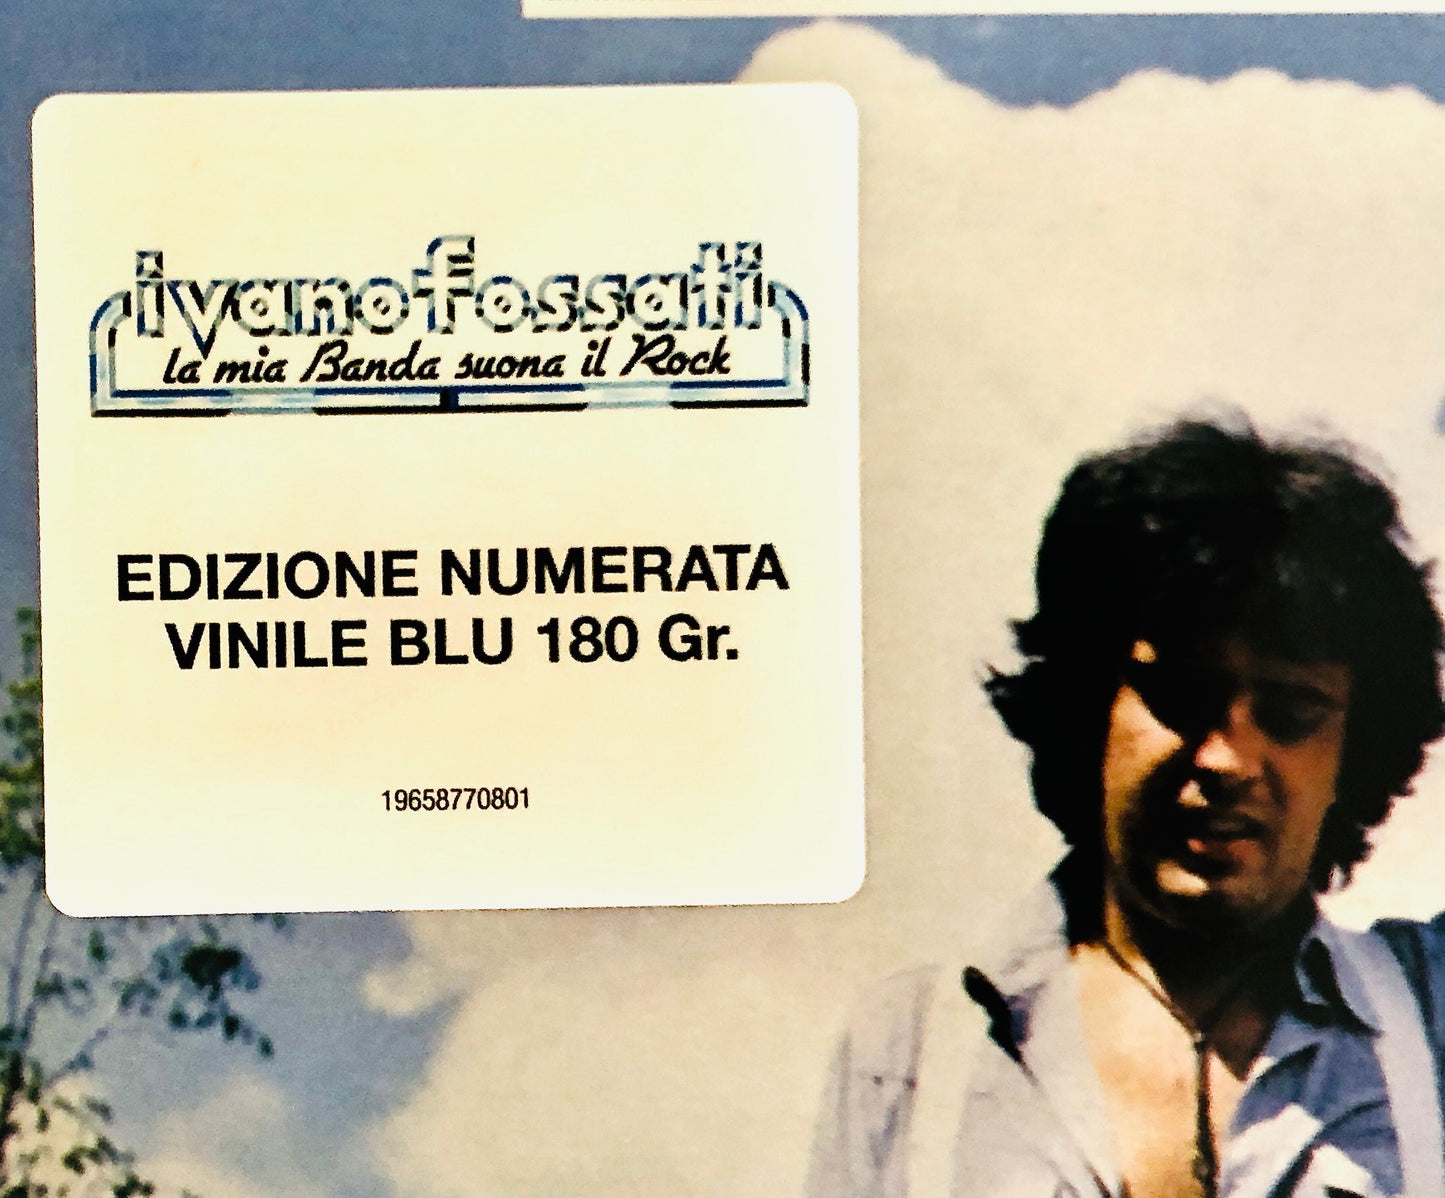 ivano fossati
la mia Banda suona il Rock
EDIZIONE NUMERATA
VINILE BLU 180 Gr.
19658770801